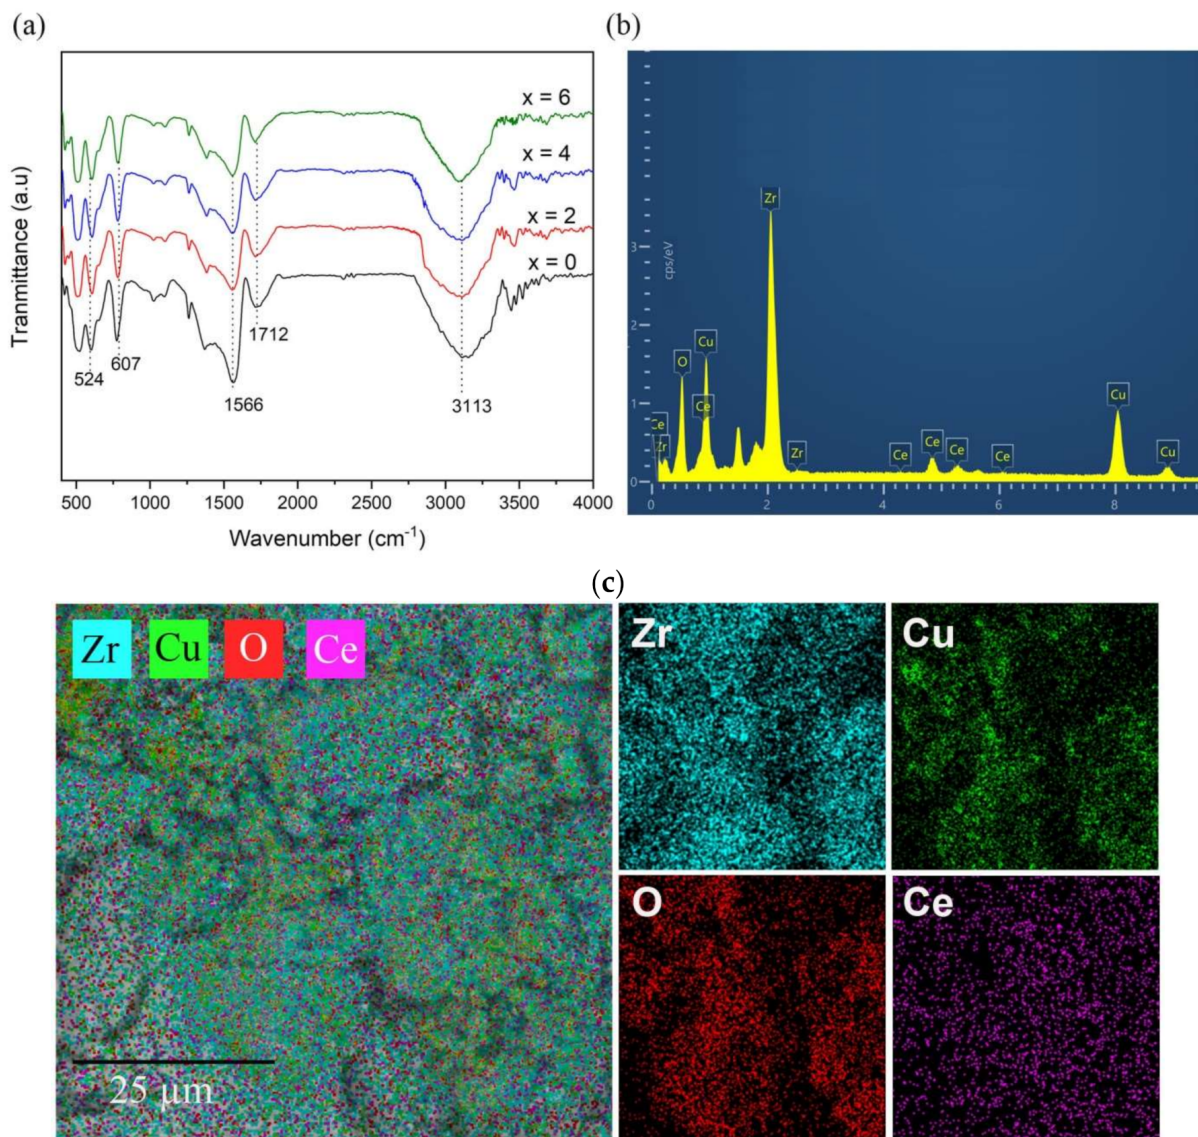 (a)
Tranmittance (a.u)
x = 6
x = 4
x = 2
x = 0
524
607
1566
1712
3113
500 1000 1500 2000 2500 3000 3500 4000
Wavenumber (cm⁻¹)
(b)
cps/eV
3
2
1
0
Ce
Zr
O
Ce
Cu
Zr
Zr
Ce
Ce
Ce
Ce
Cu
Cu
0 2 4 6 8
(c)
Zr Cu O Ce
25 µm
Zr
Cu
O
Ce